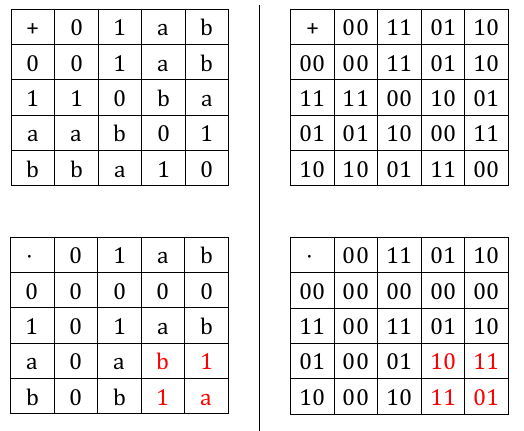 + 0 1 a b
0 0 1 a b
1 1 0 b a
a a b 0 1
b b a 1 0
+ 00 11 01 10
00 00 11 01 10
11 11 00 10 01
01 01 10 00 11
10 10 01 11 00
· 0 1 a b
0 0 0 0 0
1 0 1 a b
a 0 a b 1
b 0 b 1 a
· 00 11 01 10
00 00 00 00 00
11 00 11 01 10
01 00 01 10 11
10 00 10 11 01